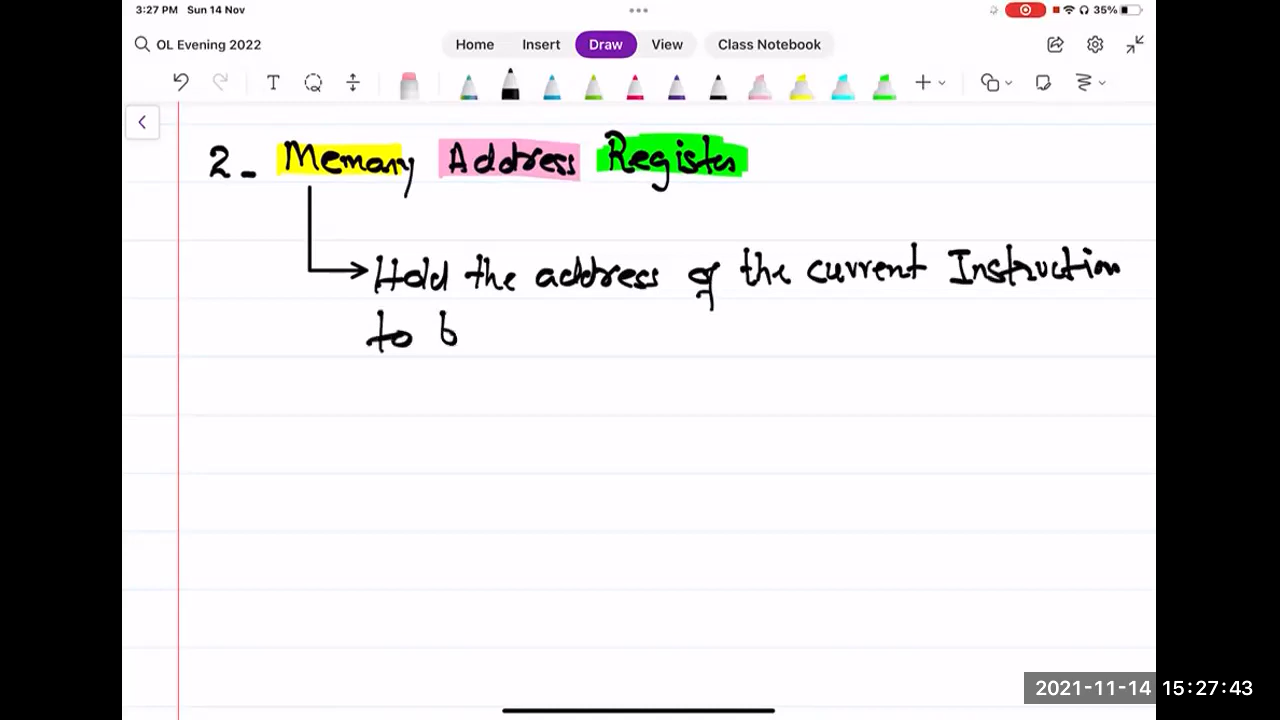 3:27 PM Sun 14 Nov
35%
OL Evening 2022
Home Insert Draw View Class Notebook
2- Memory Address Register
Hold the address of the current Instruction
to b
2021-11-14 15:27:43